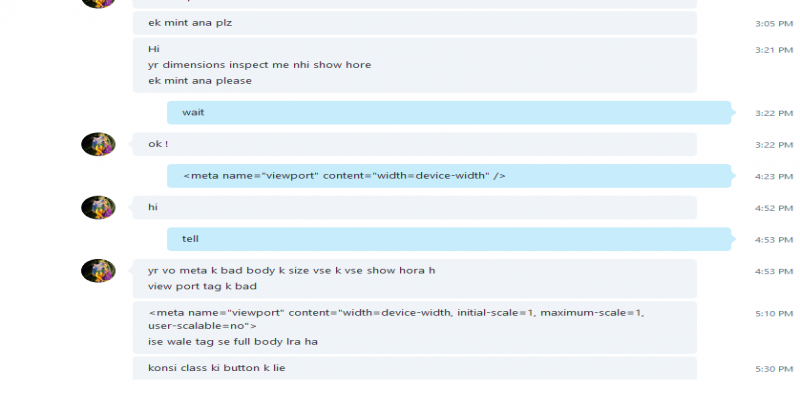 ek mint ana plz
3:05 PM
Hi
3:21 PM
yr dimensions inspect me nhi show hore
ek mint ana please
wait
3:22 PM
ok !
3:22 PM
<meta name="viewport" content="width=device-width" />
4:23 PM
hi
4:52 PM
tell
4:53 PM
yr vo meta k bad body k size vse k vse show hora h
4:53 PM
view port tag k bad
<meta name="viewport" content="width=device-width, initial-scale=1, maximum-scale=1,
5:10 PM
user-scalable=no">
ise wale tag se full body lra ha
konsi class ki button k lie
5:30 PM